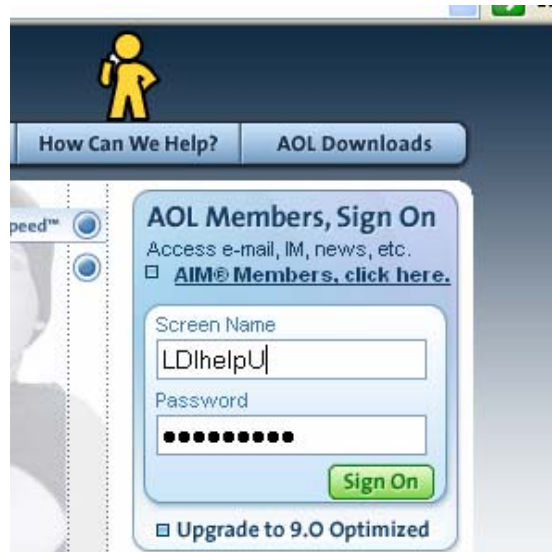 How Can We Help?
AOL Downloads
peed™
AOL Members, Sign On
Access e-mail, IM, news, etc.
AIM® Members, click here.
Screen Name
LDIhelpU
Password
•••••••••
Sign On
Upgrade to 9.0 Optimized